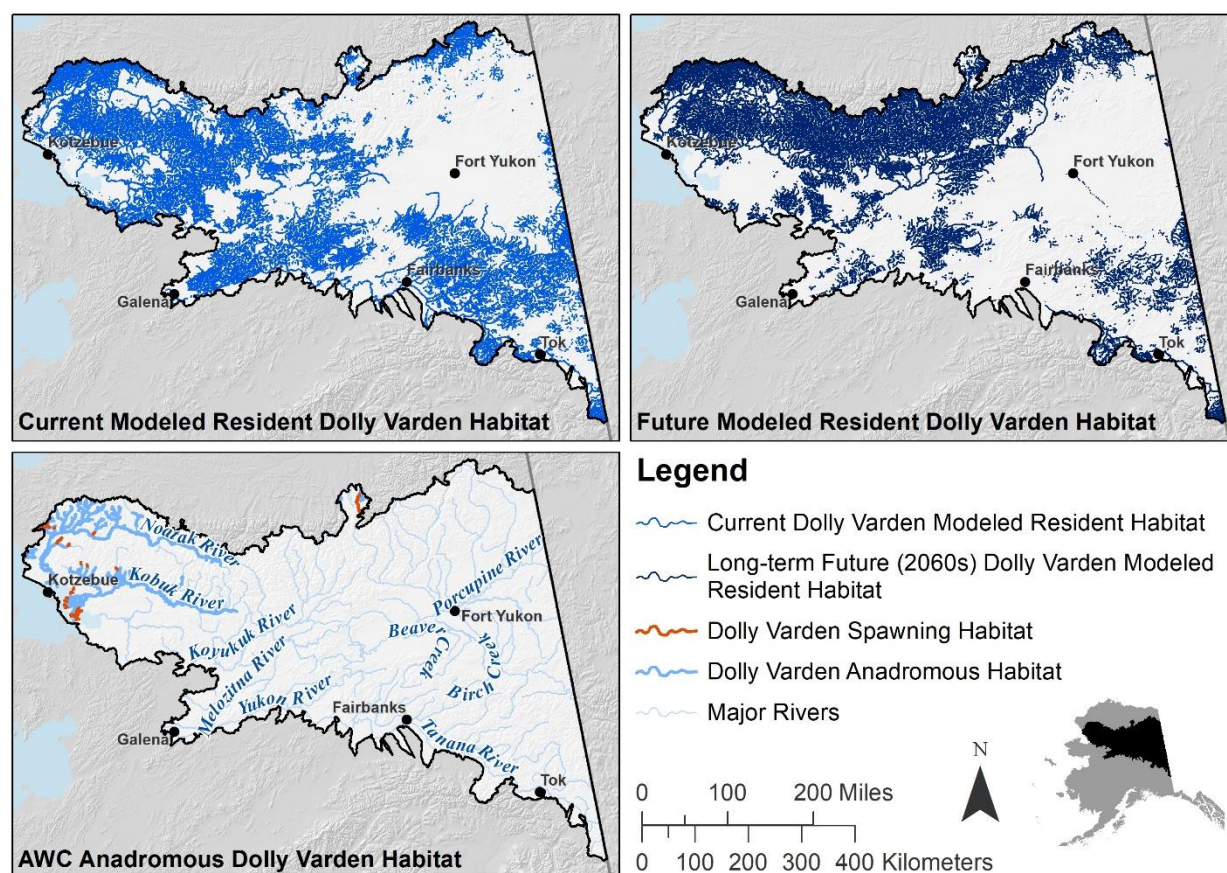 Kotzebue
Fort Yukon
Fairbanks
Galena
Tok
Current Modeled Resident Dolly Varden Habitat
Kotzebue
Fort Yukon
Fairbanks
Galena
Tok
Future Modeled Resident Dolly Varden Habitat
Noatak River
Kotzebue
Kobuk River
Porcupine River
Fort Yukon
Koyukuk River
Beaver Creek
Birch Creek
Melozitna River
Yukon River
Fairbanks
Galena
Tanana River
Tok
AWC Anadromous Dolly Varden Habitat
Legend
Current Dolly Varden Modeled Resident Habitat
Long-term Future (2060s) Dolly Varden Modeled
Resident Habitat
Dolly Varden Spawning Habitat
Dolly Varden Anadromous Habitat
Major Rivers
N
0 100 200 Miles
0 100 200 300 400 Kilometers